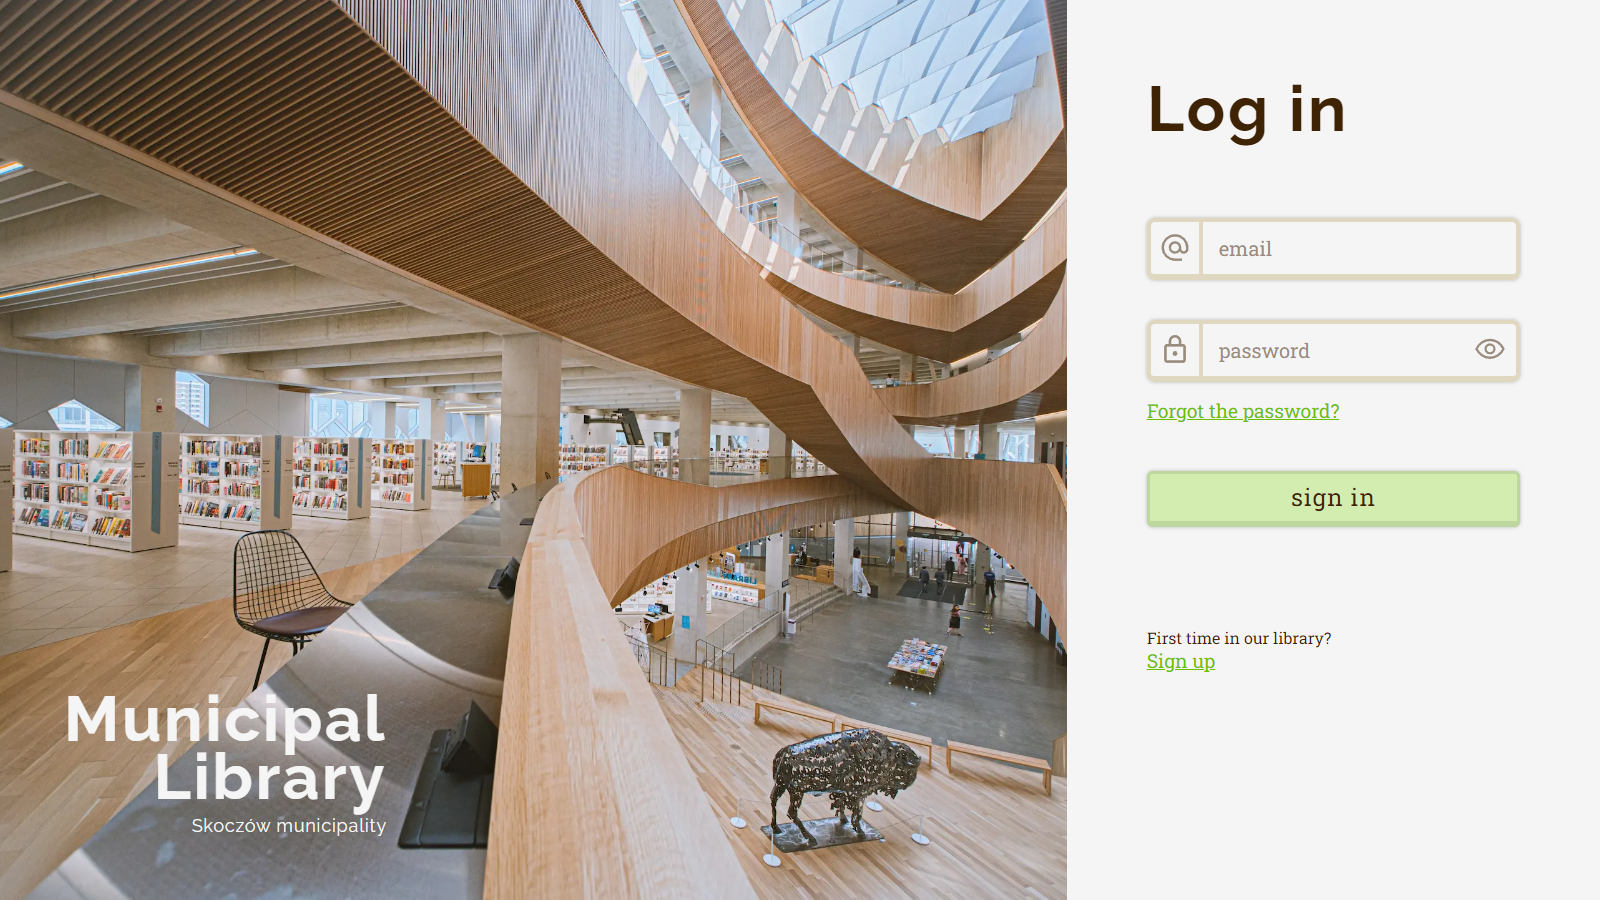 Municipal
Library
Skoczów municipality
Log in
email
password
Forgot the password?
sign in
First time in our library?
Sign up